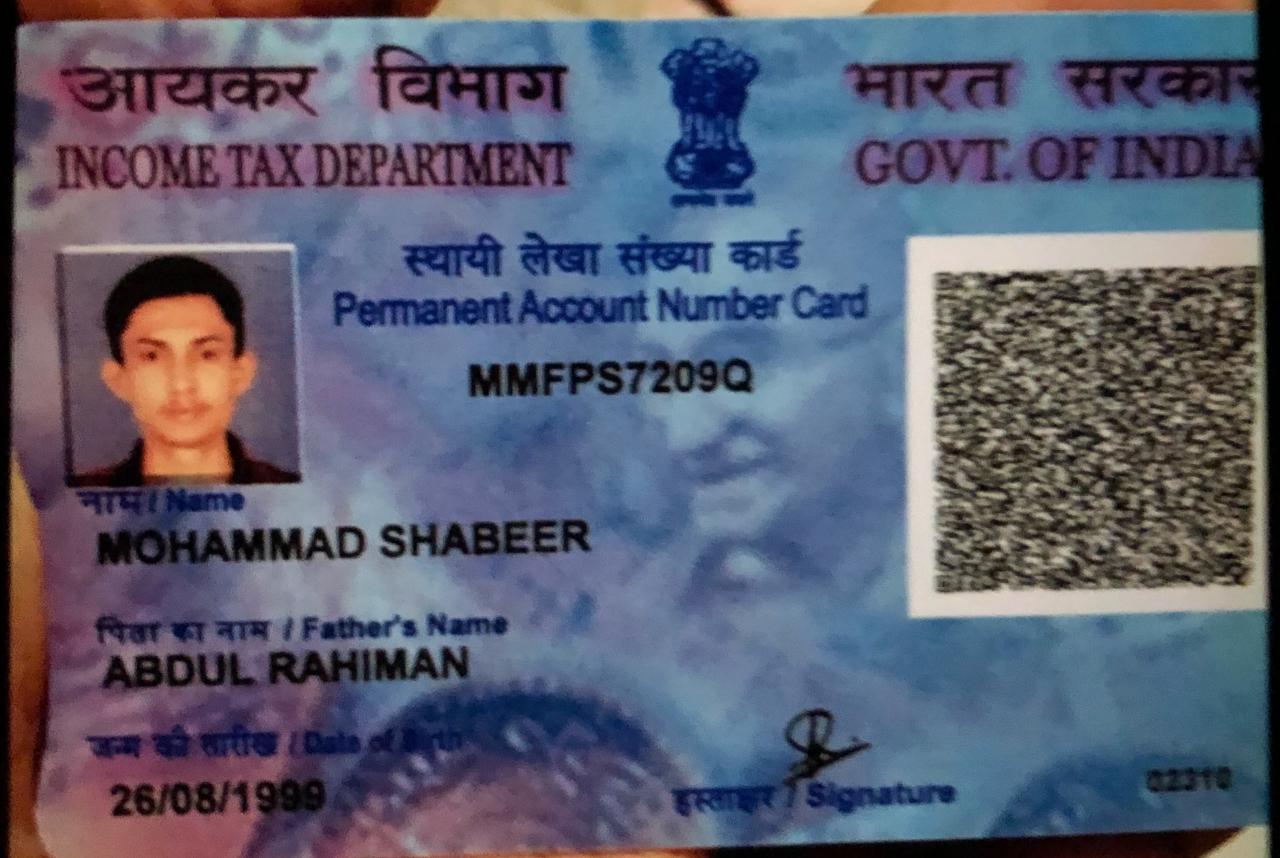 आयकर विभाग
INCOME TAX DEPARTMENT
भारत सरकार
GOVT. OF INDIA
स्थायी लेखा संख्या कार्ड
Permanent Account Number Card
MMFPS7209Q
नाम / Name
MOHAMMAD SHABEER
पिता का नाम / Father's Name
ABDUL RAHIMAN
जन्म की तारीख / Date of Birth
26/08/1999
हस्ताक्षर / Signature